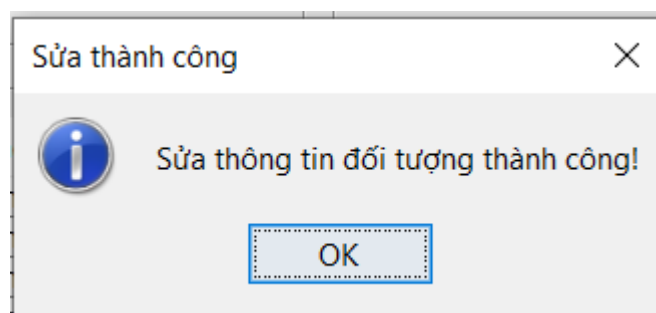 Sửa thành công
Sửa thông tin đối tượng thành công!
OK